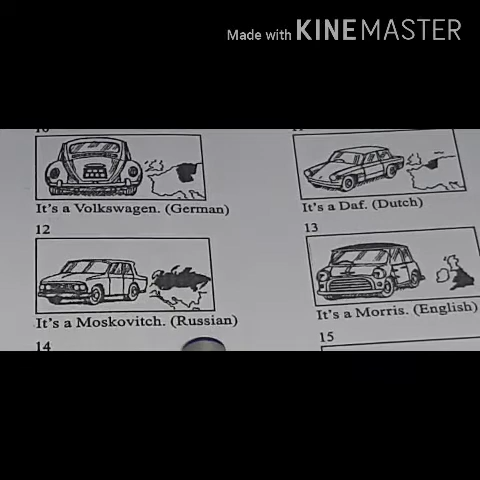 Made with KINEMASTER
10
It's a Volkswagen. (German)
It's a Daf. (Dutch)
12
13
It's a Moskovitch. (Russian)
It's a Morris. (English)
14
15